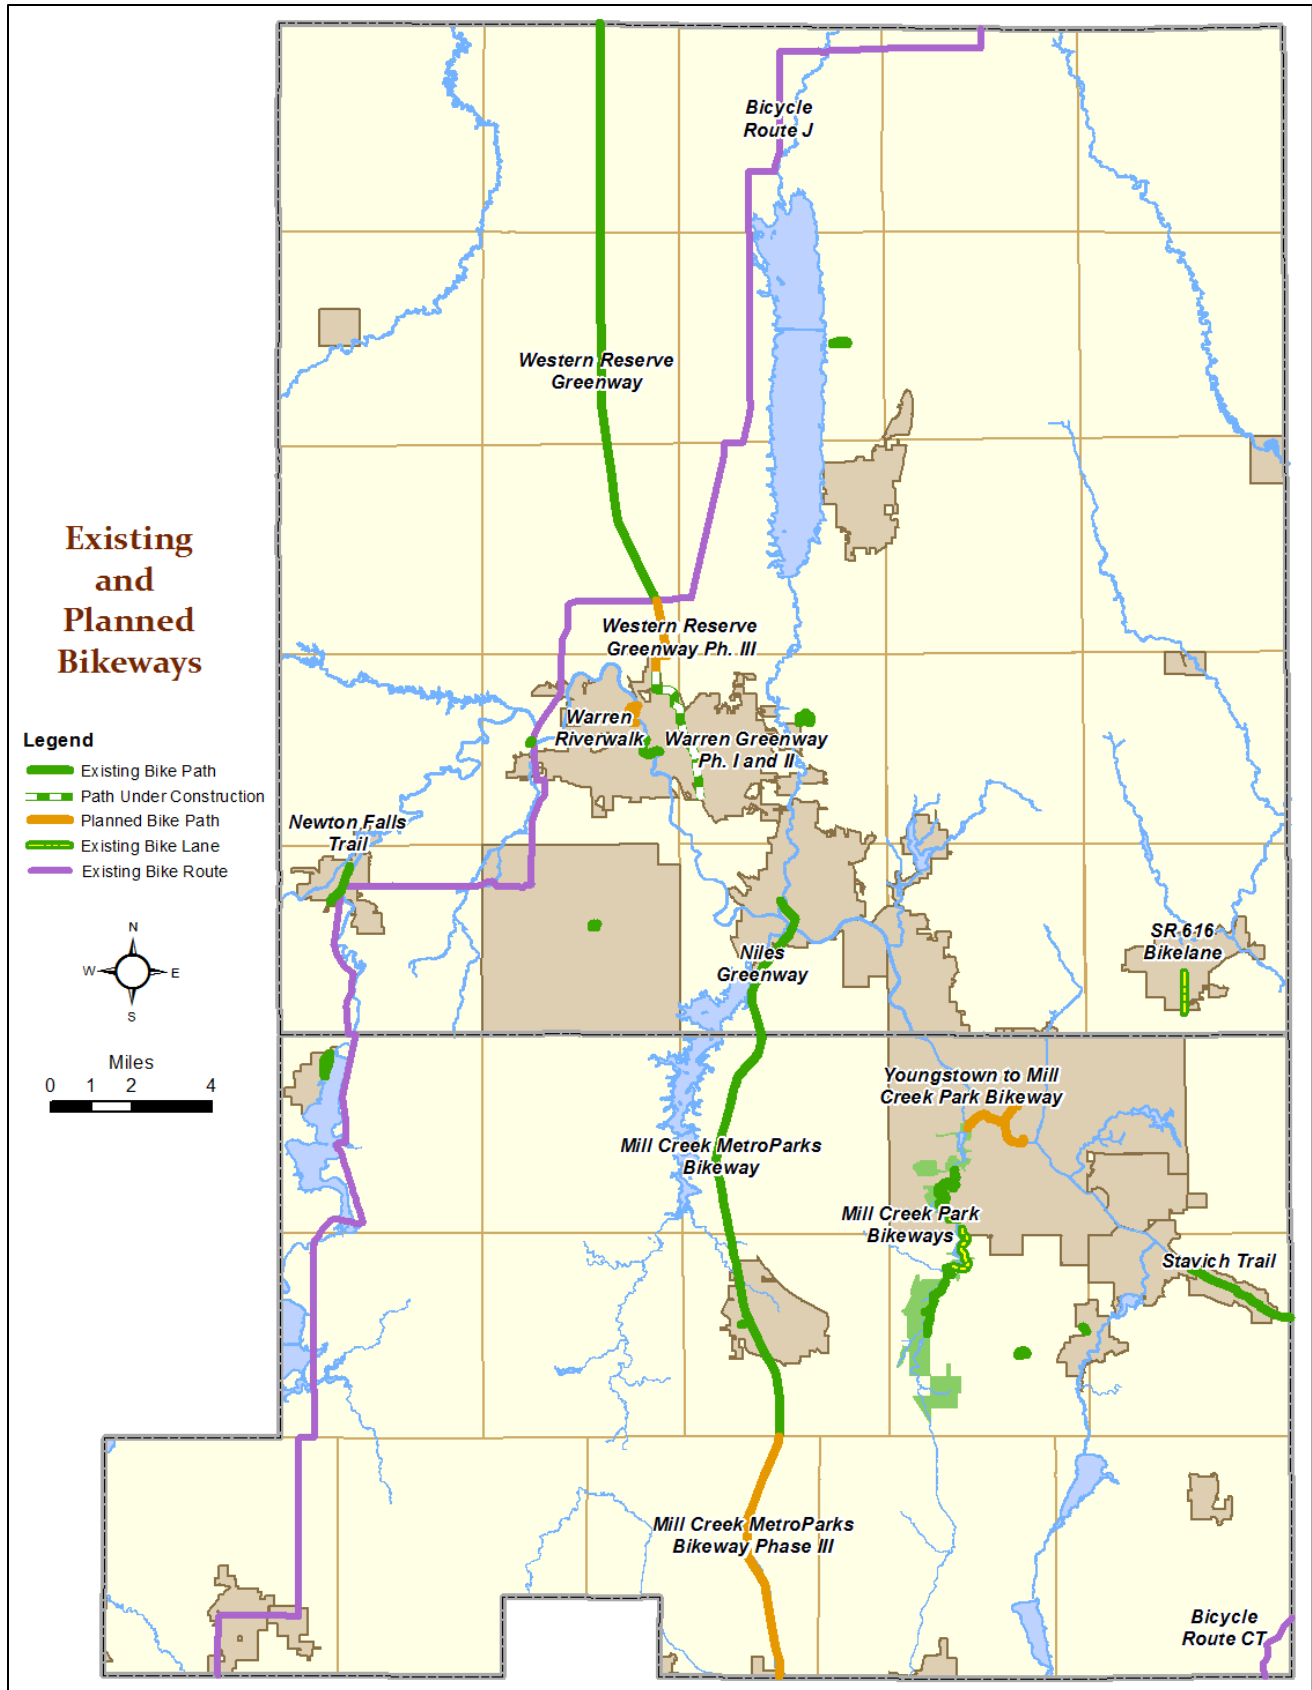 Bicycle
Route J
Western Reserve
Greenway
Existing
and
Planned
Bikeways
Western Reserve
Greenway Ph. III
Warren
Riverwalk
Warren Greenway
Ph. I and II
Legend
Existing Bike Path
Path Under Construction
Planned Bike Path
Existing Bike Lane
Existing Bike Route
Newton Falls
Trail
N
W
E
S
Miles
0 1 2 4
SR 616
Bikelane
Niles
Greenway
Youngstown to Mill
Creek Park Bikeway
Mill Creek MetroParks
Bikeway
Mill Creek Park
Bikeways
Stavich Trail
Mill Creek MetroParks
Bikeway Phase III
Bicycle
Route CT